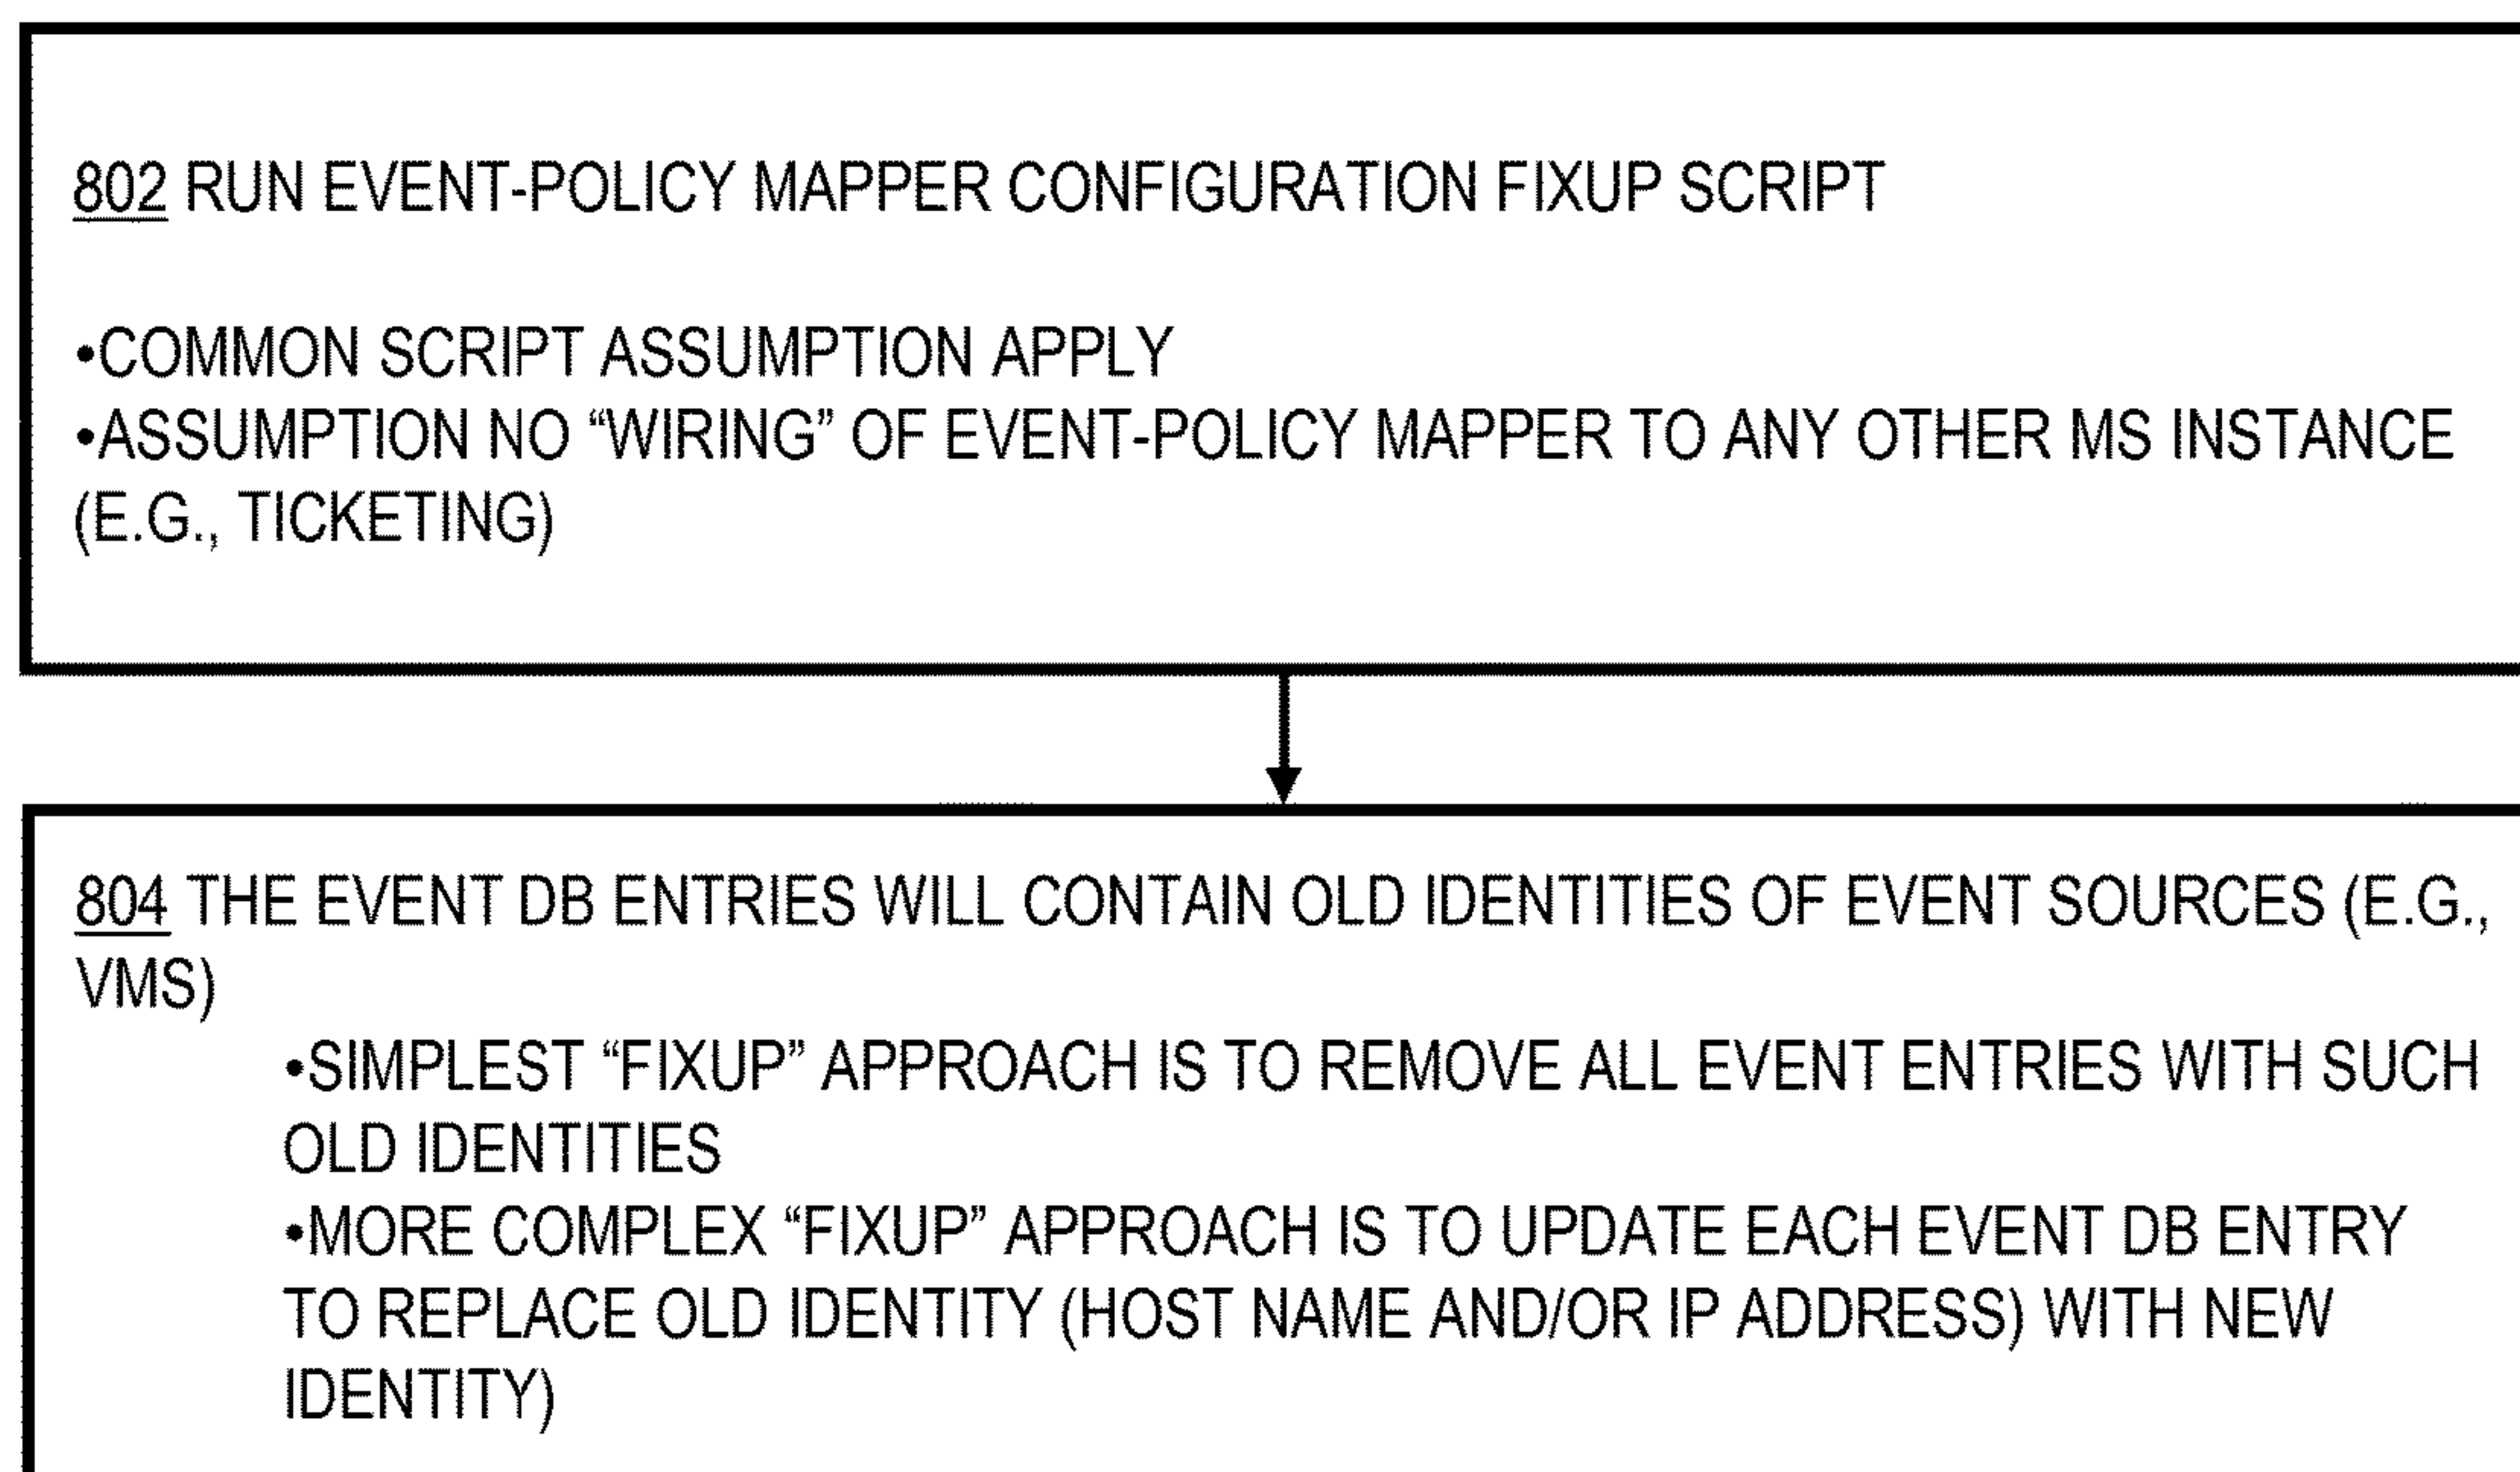 802 RUN EVENT-POLICY MAPPER CONFIGURATION FIXUP SCRIPT
•COMMON SCRIPT ASSUMPTION APPLY
•ASSUMPTION NO “WIRING” OF EVENT-POLICY MAPPER TO ANY OTHER MS INSTANCE
(E.G., TICKETING)
804 THE EVENT DB ENTRIES WILL CONTAIN OLD IDENTITIES OF EVENT SOURCES (E.G.,
VMS)
•SIMPLEST “FIXUP” APPROACH IS TO REMOVE ALL EVENT ENTRIES WITH SUCH
OLD IDENTITIES
•MORE COMPLEX “FIXUP” APPROACH IS TO UPDATE EACH EVENT DB ENTRY
TO REPLACE OLD IDENTITY (HOST NAME AND/OR IP ADDRESS) WITH NEW
IDENTITY)